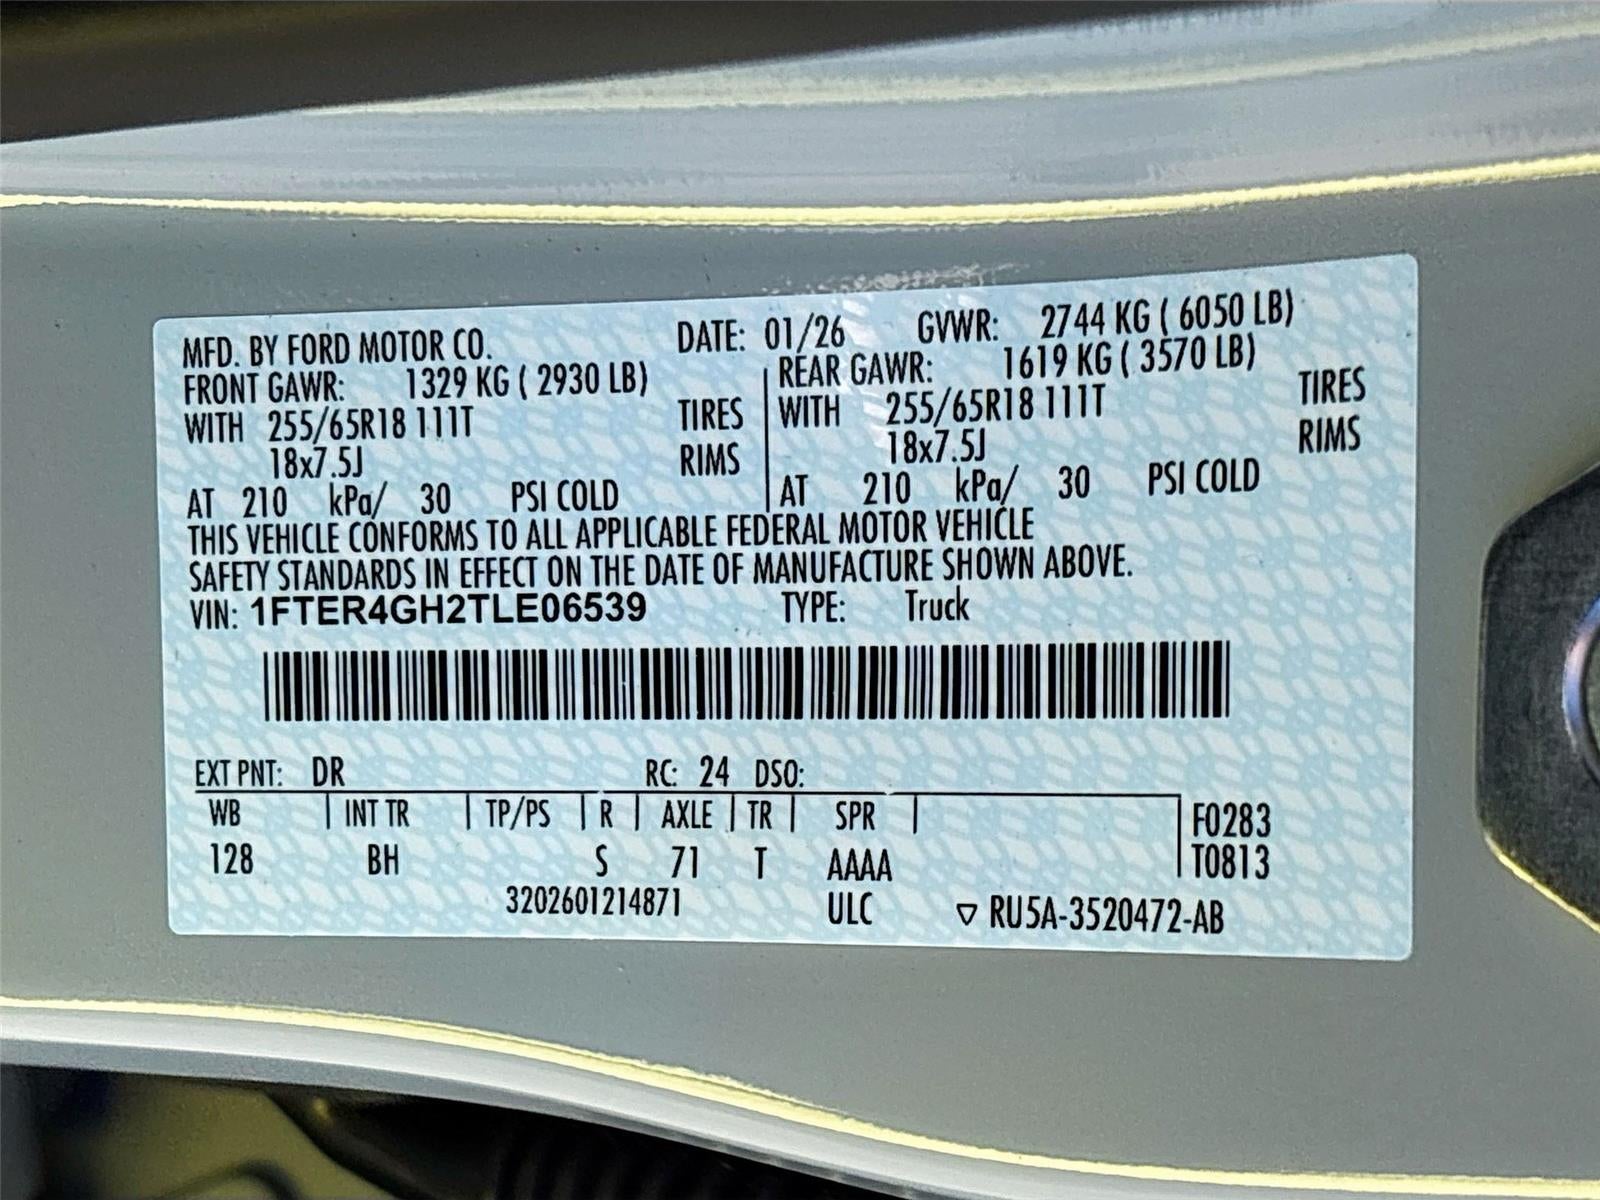 MFD. BY FORD MOTOR CO. DATE: 01/26 GVWR: 2744 KG ( 6050 LB)
FRONT GAWR: 1329 KG ( 2930 LB) REAR GAWR: 1619 KG ( 3570 LB)
WITH 255/65R18 111T TIRES WITH 255/65R18 111T TIRES
18x7.5J RIMS 18x7.5J RIMS
AT 210 kPa/ 30 PSI COLD AT 210 kPa/ 30 PSI COLD
THIS VEHICLE CONFORMS TO ALL APPLICABLE FEDERAL MOTOR VEHICLE
SAFETY STANDARDS IN EFFECT ON THE DATE OF MANUFACTURE SHOWN ABOVE.
VIN: 1FTER4GH2TLE06539 TYPE: Truck
EXT PNT: DR RC: 24 DSO:
WB INT TR TP/PS R AXLE TR SPR F0283
128 BH S 71 T AAAA T0813
3202601214871 ULC ▽ RU5A-3520472-AB